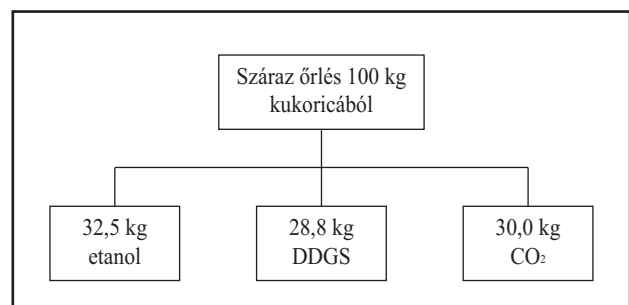 Száraz őrlés 100 kg
kukoricából
32,5 kg
etanol
28,8 kg
DDGS
30,0 kg
CO₂